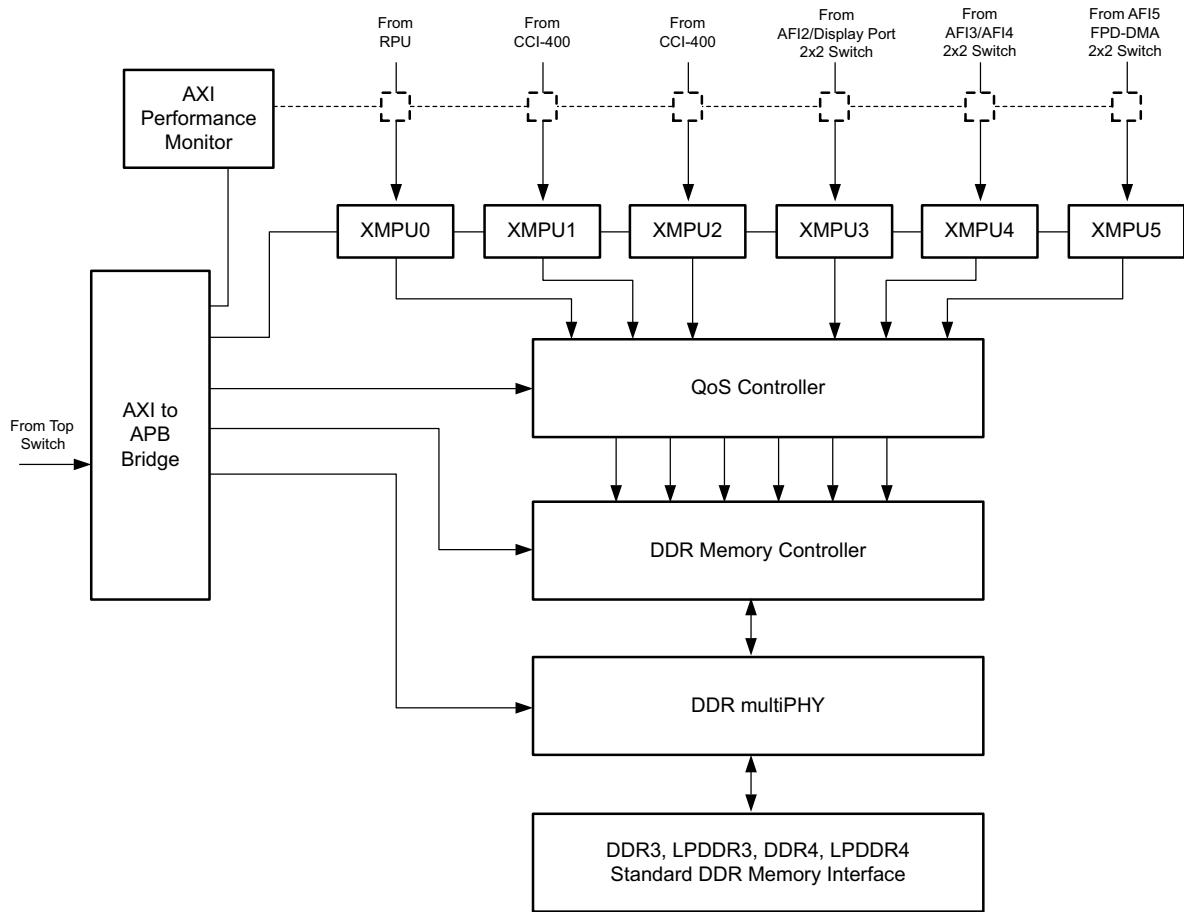 From
RPU
From
CCI-400
From
CCI-400
From
AFI2/Display Port
2x2 Switch
From
AFI3/AFI4
2x2 Switch
From AFI5
FPD-DMA
2x2 Switch
AXI
Performance
Monitor
XMPU0
XMPU1
XMPU2
XMPU3
XMPU4
XMPU5
QoS Controller
From Top
Switch
AXI to
APB
Bridge
DDR Memory Controller
DDR multiPHY
DDR3, LPDDR3, DDR4, LPDDR4
Standard DDR Memory Interface